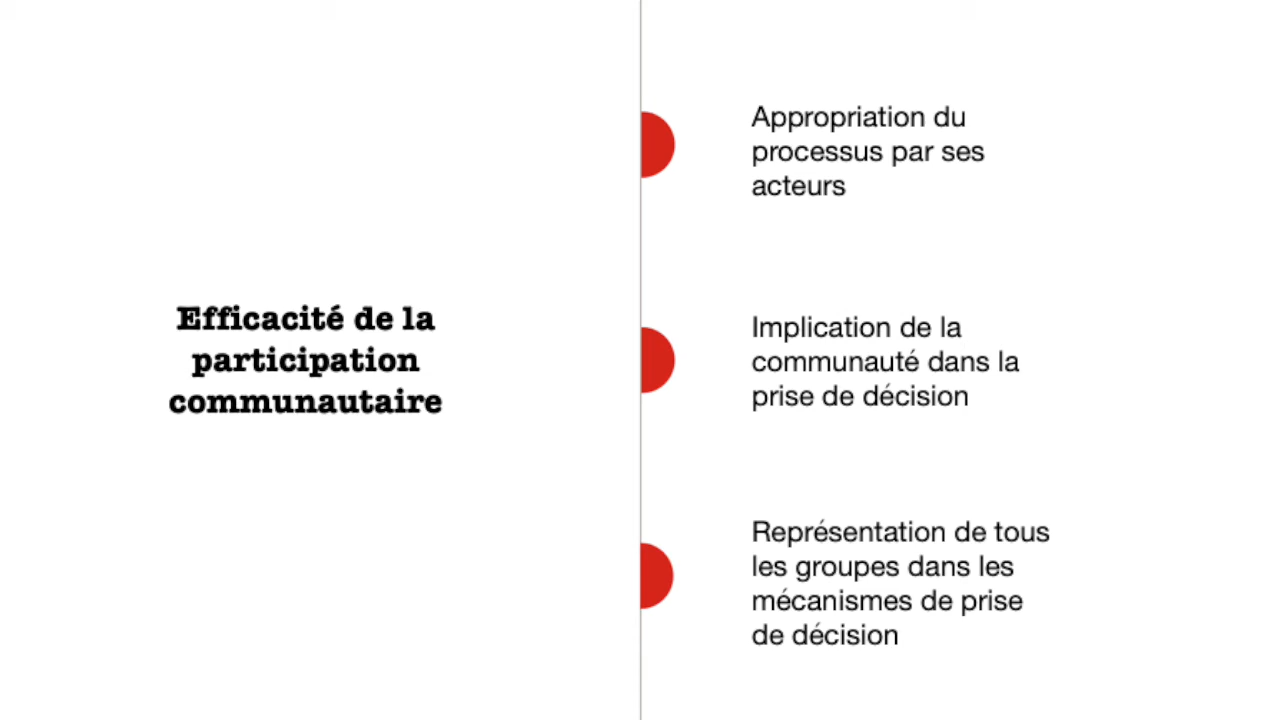 Efficacité de la
participation
communautaire
Appropriation du
processus par ses
acteurs
Implication de la
communauté dans la
prise de décision
Représentation de tous
les groupes dans les
mécanismes de prise
de décision